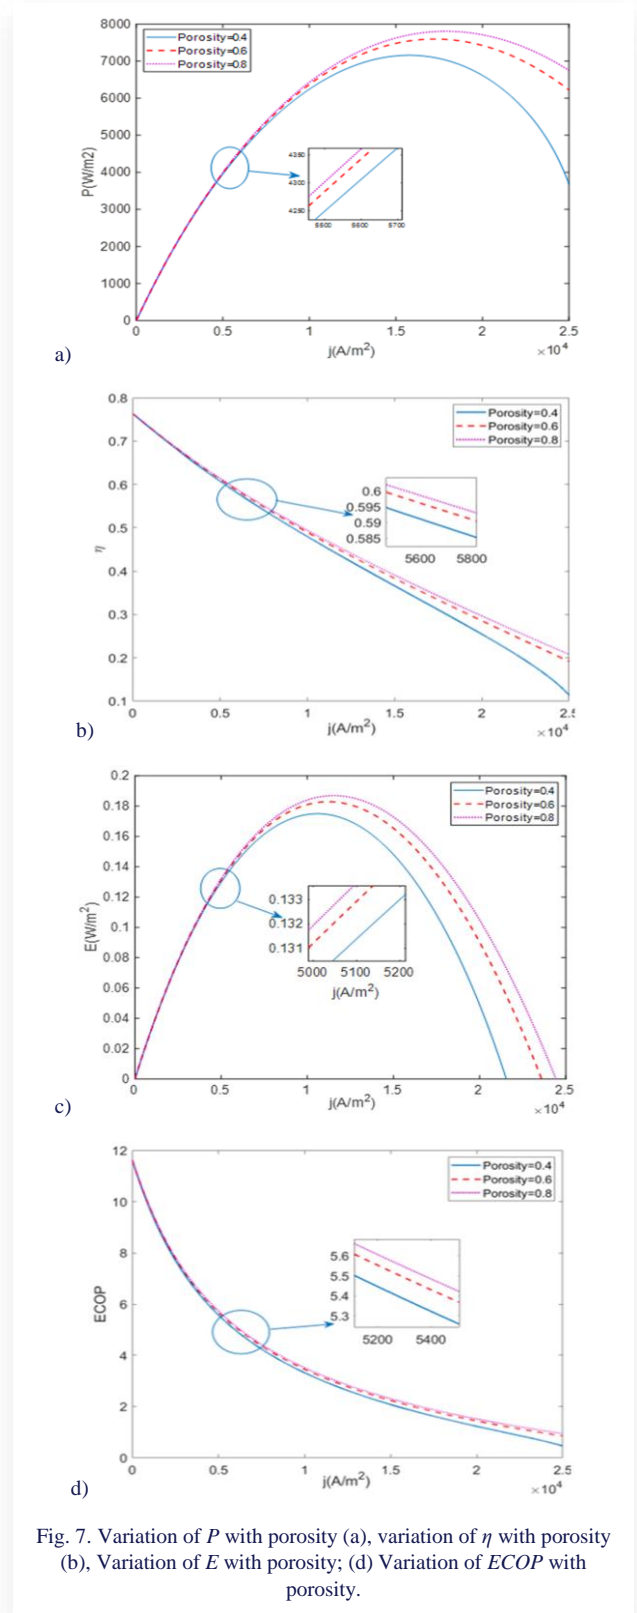 8000
7000
6000
5000
4000
3000
2000
1000
0
P(W/m2)
Porosity=0.4
Porosity=0.6
Porosity=0.8
4350
4300
4250
5500 5600 5700
0 0.5 1 1.5 2 2.5
j(A/m²)
×10⁴
a)
0.8
0.7
0.6
0.5
0.4
0.3
0.2
0.1
η
Porosity=0.4
Porosity=0.6
Porosity=0.8
0.6
0.595
0.59
0.585
5600 5800
0 0.5 1 1.5 2 2.5
j(A/m²)
×10⁴
b)
0.2
0.18
0.16
0.14
0.12
0.1
0.08
0.06
0.04
0.02
0
E(W/m²)
Porosity=0.4
Porosity=0.6
Porosity=0.8
0.133
0.132
0.131
5000 5100 5200
j(A/m²)
0 0.5 1 1.5 2 2.5
j(A/m²)
×10⁴
c)
12
10
8
6
4
2
0
ECOP
Porosity=0.4
Porosity=0.6
Porosity=0.8
5.6
5.5
5.4
5.3
5200 5400
0 0.5 1 1.5 2 2.5
j(A/m²)
×10⁴
d)
Fig. 7. Variation of P with porosity (a), variation of η with porosity
(b), Variation of E with porosity; (d) Variation of ECOP with
porosity.